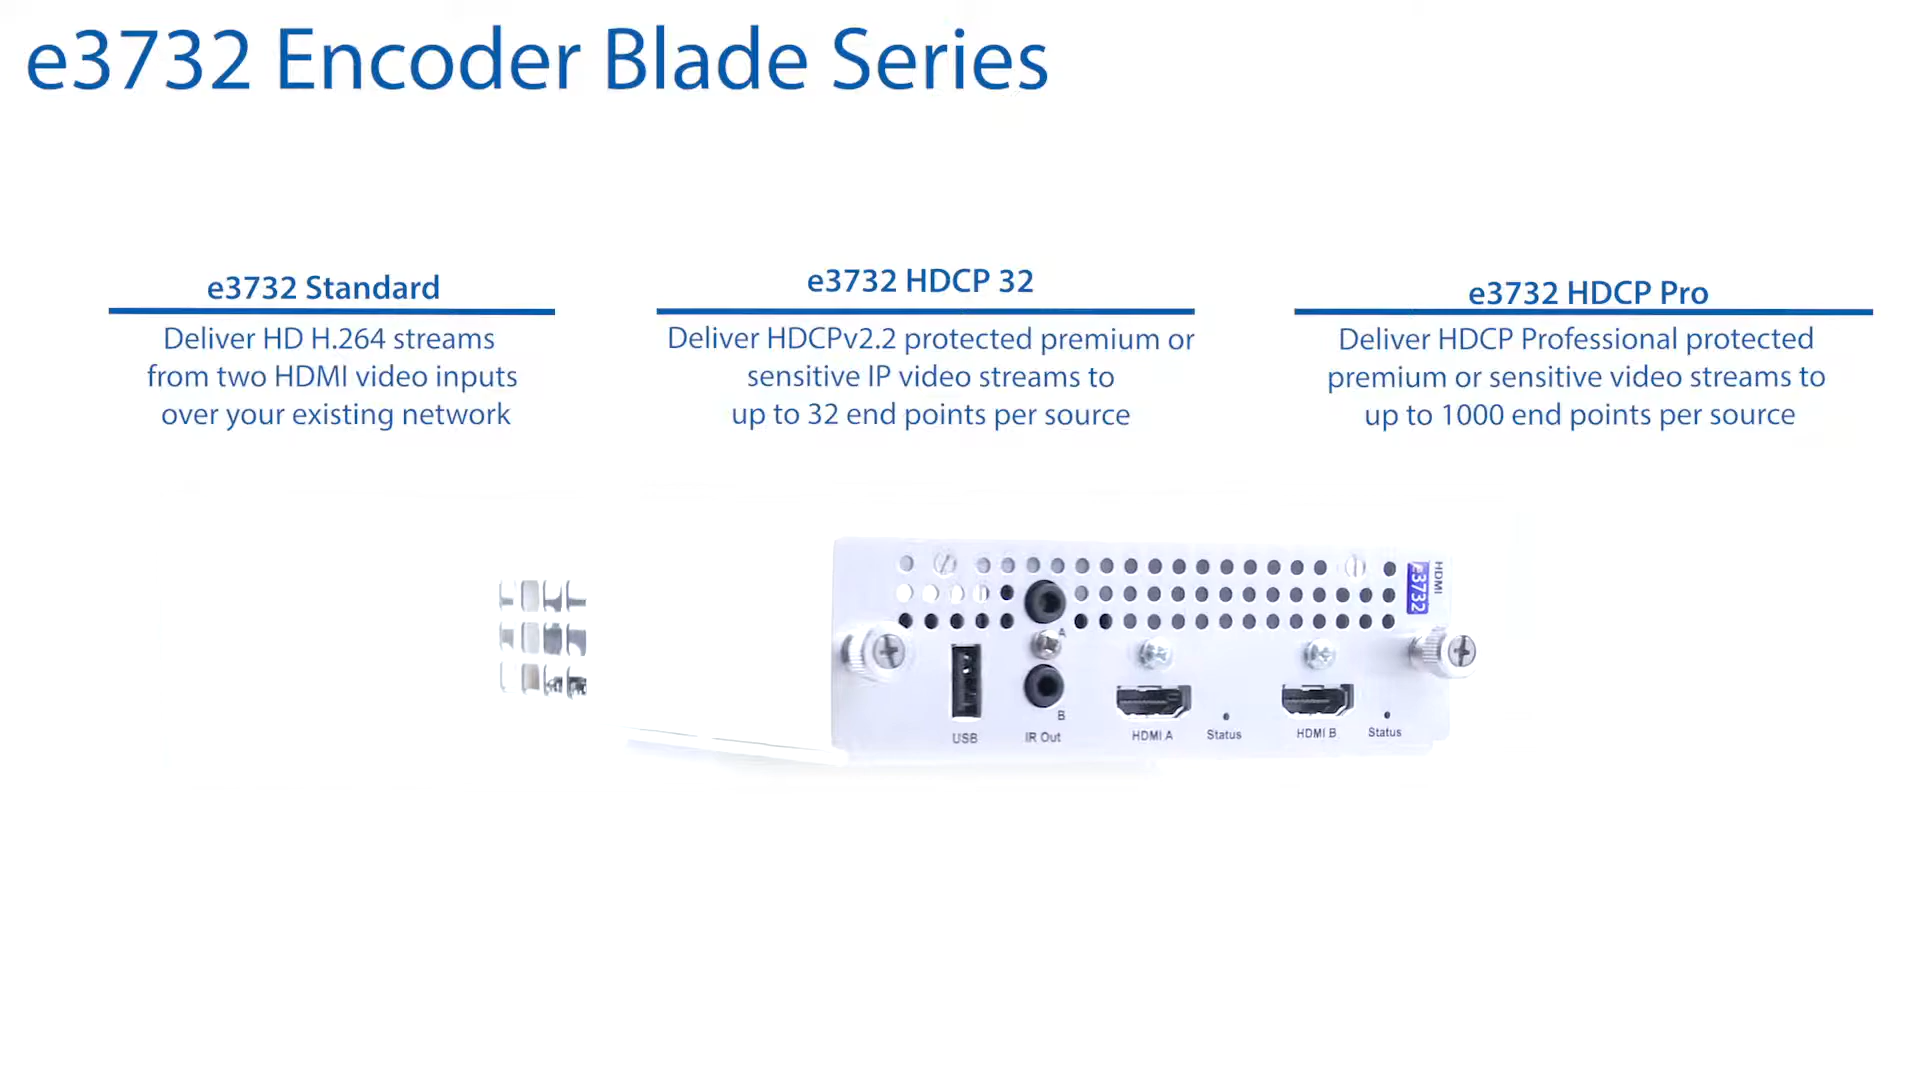 e3732 Encoder Blade Series
e3732 Standard
Deliver HD H.264 streams
from two HDMI video inputs
over your existing network
e3732 HDCP 32
Deliver HDCPv2.2 protected premium or
sensitive IP video streams to
up to 32 end points per source
e3732 HDCP Pro
Deliver HDCP Professional protected
premium or sensitive video streams to
up to 1000 end points per source
HDMI
e3732
A
B
USB
IR Out
HDMI A
Status
HDMI B
Status